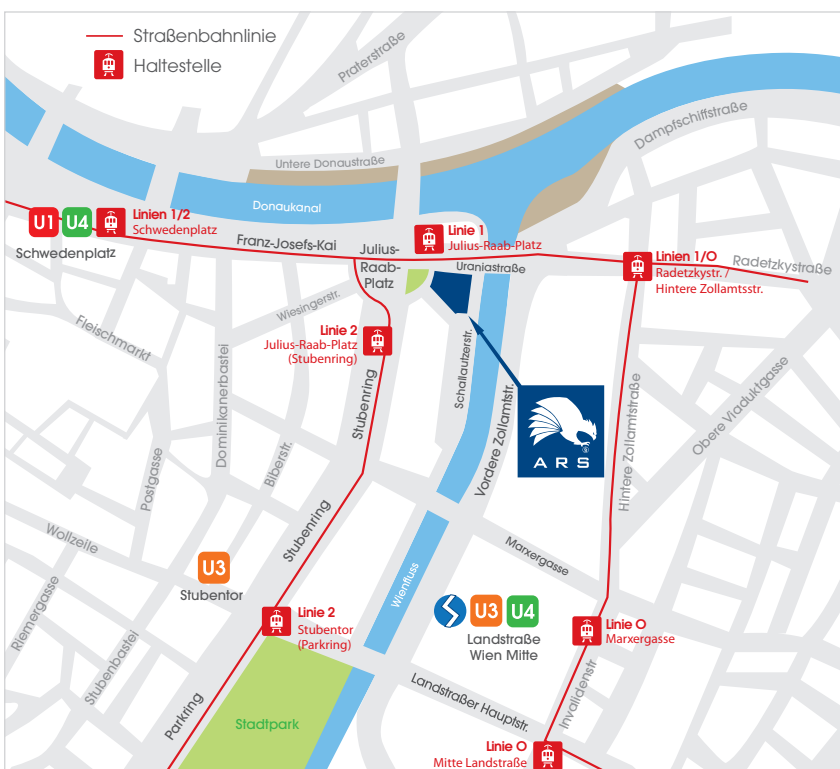 Straßenbahnlinie
Haltestelle
Praterstraße
Dampfschiffstraße
Untere Donaustraße
Donaukanal
U1 U4
Schwedenplatz
Linien 1/2
Schwedenplatz
Franz-Josefs-Kai
Julius-
Raab-
Platz
Linie 1
Julius-Raab-Platz
Uraniastraße
Linien 1/O
Radetzkystr. /
Hintere Zollamtsstr.
Radetzkystraße
Wiesingerstr.
Fleischmarkt
Linie 2
Julius-Raab-Platz
(Stubenring)
Stubenring
Schallautzerstr.
Vordere Zollamtstr.
ARS
Hintere Zollamtstraße
Obere Viaduktgasse
Dominikanerbastei
Postgasse
Biberstr.
Stubenring
Wollzeile
U3
Stubentor
Riemergasse
Stubenbastei
Linie 2
Stubentor
(Parkring)
Parkring
Stadtpark
Wienfluss
Marxergasse
U3 U4
Landstraße
Wien Mitte
Linie O
Marxergasse
Invalidenstr
Landstraßer Hauptstr.
Linie O
Mitte Landstraße